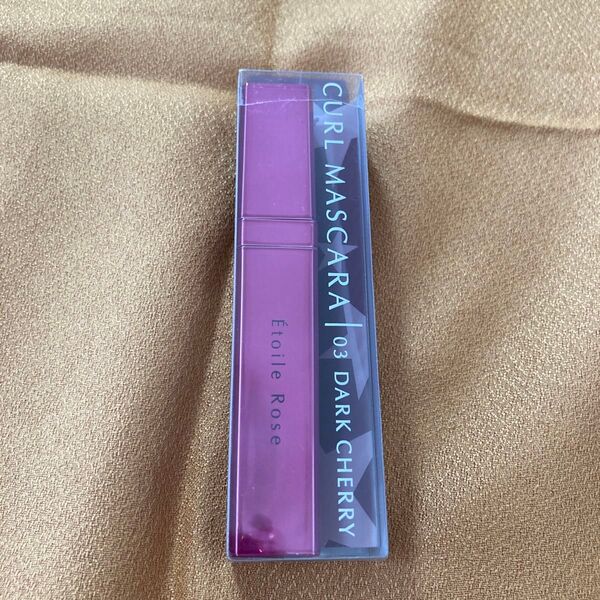 CURL MASCARA | 03 DARK CHERRY
Étoile Rose